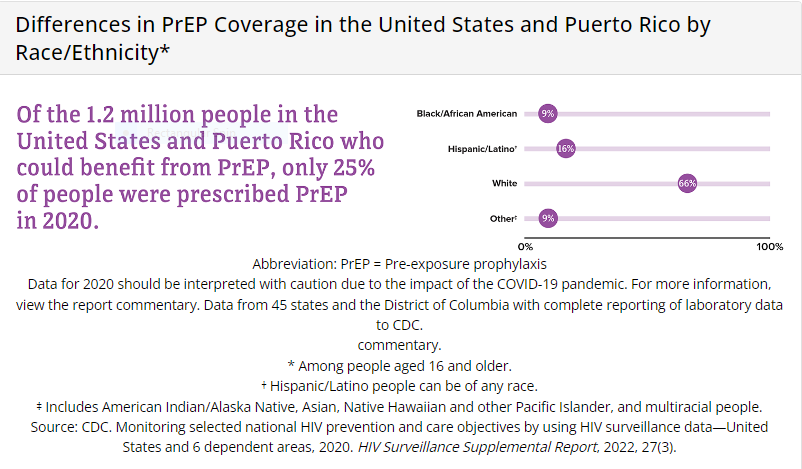 Differences in PrEP Coverage in the United States and Puerto Rico by
Race/Ethnicity*
Of the 1.2 million people in the
United States and Puerto Rico who
could benefit from PrEP, only 25%
of people were prescribed PrEP
in 2020.
Black/African American 9%
Hispanic/Latino† 16%
White 66%
Other‡ 9%
0% 100%
Abbreviation: PrEP = Pre-exposure prophylaxis
Data for 2020 should be interpreted with caution due to the impact of the COVID-19 pandemic. For more information,
view the report commentary. Data from 45 states and the District of Columbia with complete reporting of laboratory data
to CDC.
commentary.
* Among people aged 16 and older.
† Hispanic/Latino people can be of any race.
‡ Includes American Indian/Alaska Native, Asian, Native Hawaiian and other Pacific Islander, and multiracial people.
Source: CDC. Monitoring selected national HIV prevention and care objectives by using HIV surveillance data—United
States and 6 dependent areas, 2020. HIV Surveillance Supplemental Report, 2022, 27(3).